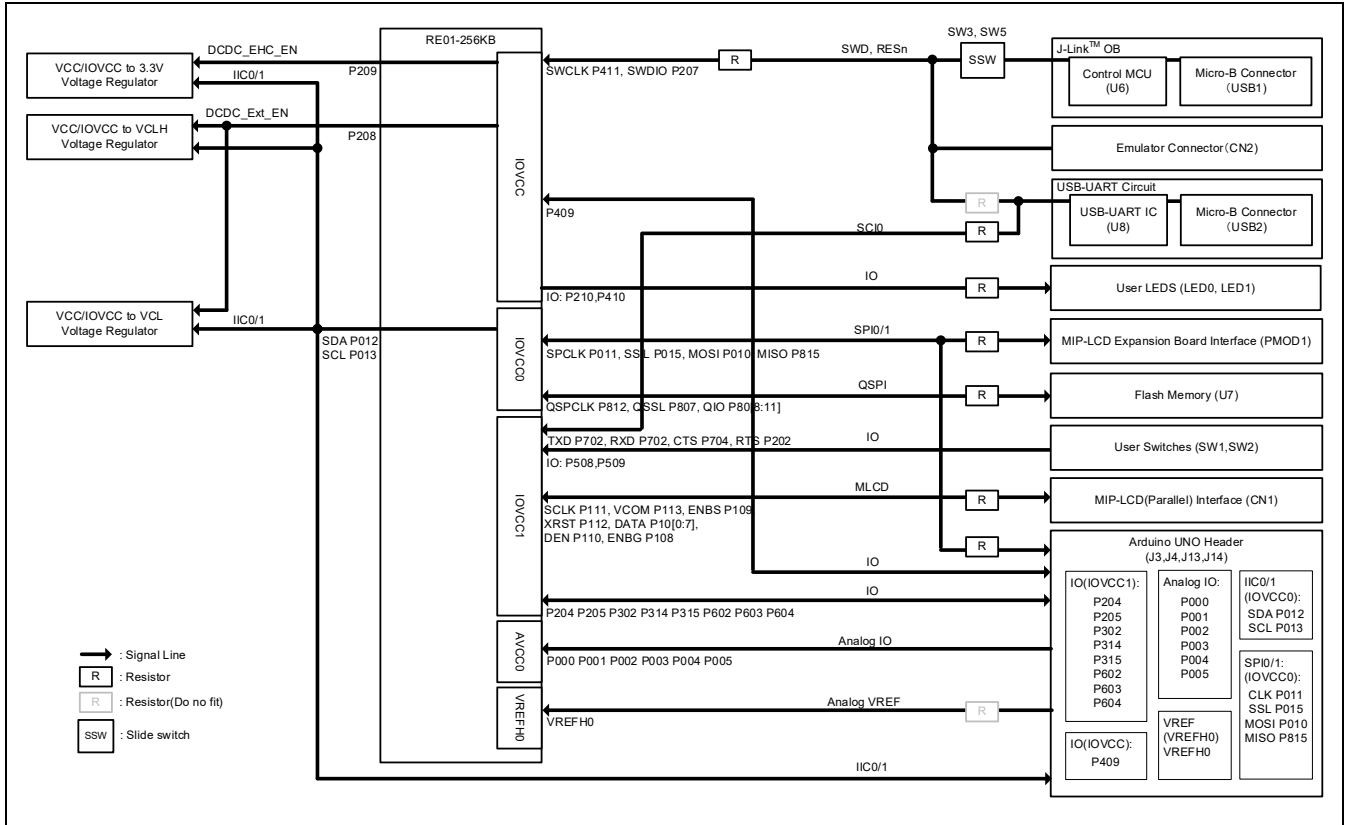 RE01-256KB
VCC/IOVCC to 3.3V
Voltage Regulator
DCDC_EHC_EN
P209
IIC0/1
VCC/IOVCC to VCLH
Voltage Regulator
DCDC_Ext_EN
P208
VCC/IOVCC to VCL
Voltage Regulator
IIC0/1
SDA P012
SCL P013
IOVCC
SWCLK P411, SWDIO P207
R
SWD, RESn
SW3, SW5
SSW
J-Link™ OB
Control MCU
(U6)
Micro-B Connector
(USB1)
Emulator Connector(CN2)
P409
R
USB-UART Circuit
USB-UART IC
(U8)
Micro-B Connector
(USB2)
SCI0
R
IO
R
User LEDS (LED0, LED1)
IO: P210,P410
IOVCC0
SPI0/1
R
MIP-LCD Expansion Board Interface (PMOD1)
SPCLK P011, SSL P015, MOSI P010, MISO P815
QSPI
R
Flash Memory (U7)
QSPCLK P812, QSSL P807, QIO P80[8:11]
IOVCC1
TXD P702, RXD P702, CTS P704, RTS P202
IO
User Switches (SW1,SW2)
IO: P508,P509
MLCD
R
MIP-LCD(Parallel) Interface (CN1)
SCLK P111, VCOM P113, ENBS P109
XRST P112, DATA P10[0:7],
DEN P110, ENBG P108
R
IO
IO
P204 P205 P302 P314 P315 P602 P603 P604
AVCC0
Analog IO
P000 P001 P002 P003 P004 P005
VREFH0
Analog VREF
R
VREFH0
IIC0/1
Arduino UNO Header
(J3,J4,J13,J14)
IO(IOVCC1):
P204
P205
P302
P314
P315
P602
P603
P604
IO(IOVCC):
P409
Analog IO:
P000
P001
P002
P003
P004
P005
VREF
(VREFH0)
VREFH0
IIC0/1
(IOVCC0):
SDA P012
SCL P013
SPI0/1:
(IOVCC0):
CLK P011
SSL P015
MOSI P010
MISO P815
: Signal Line
R : Resistor
R : Resistor(Do no fit)
SSW : Slide switch